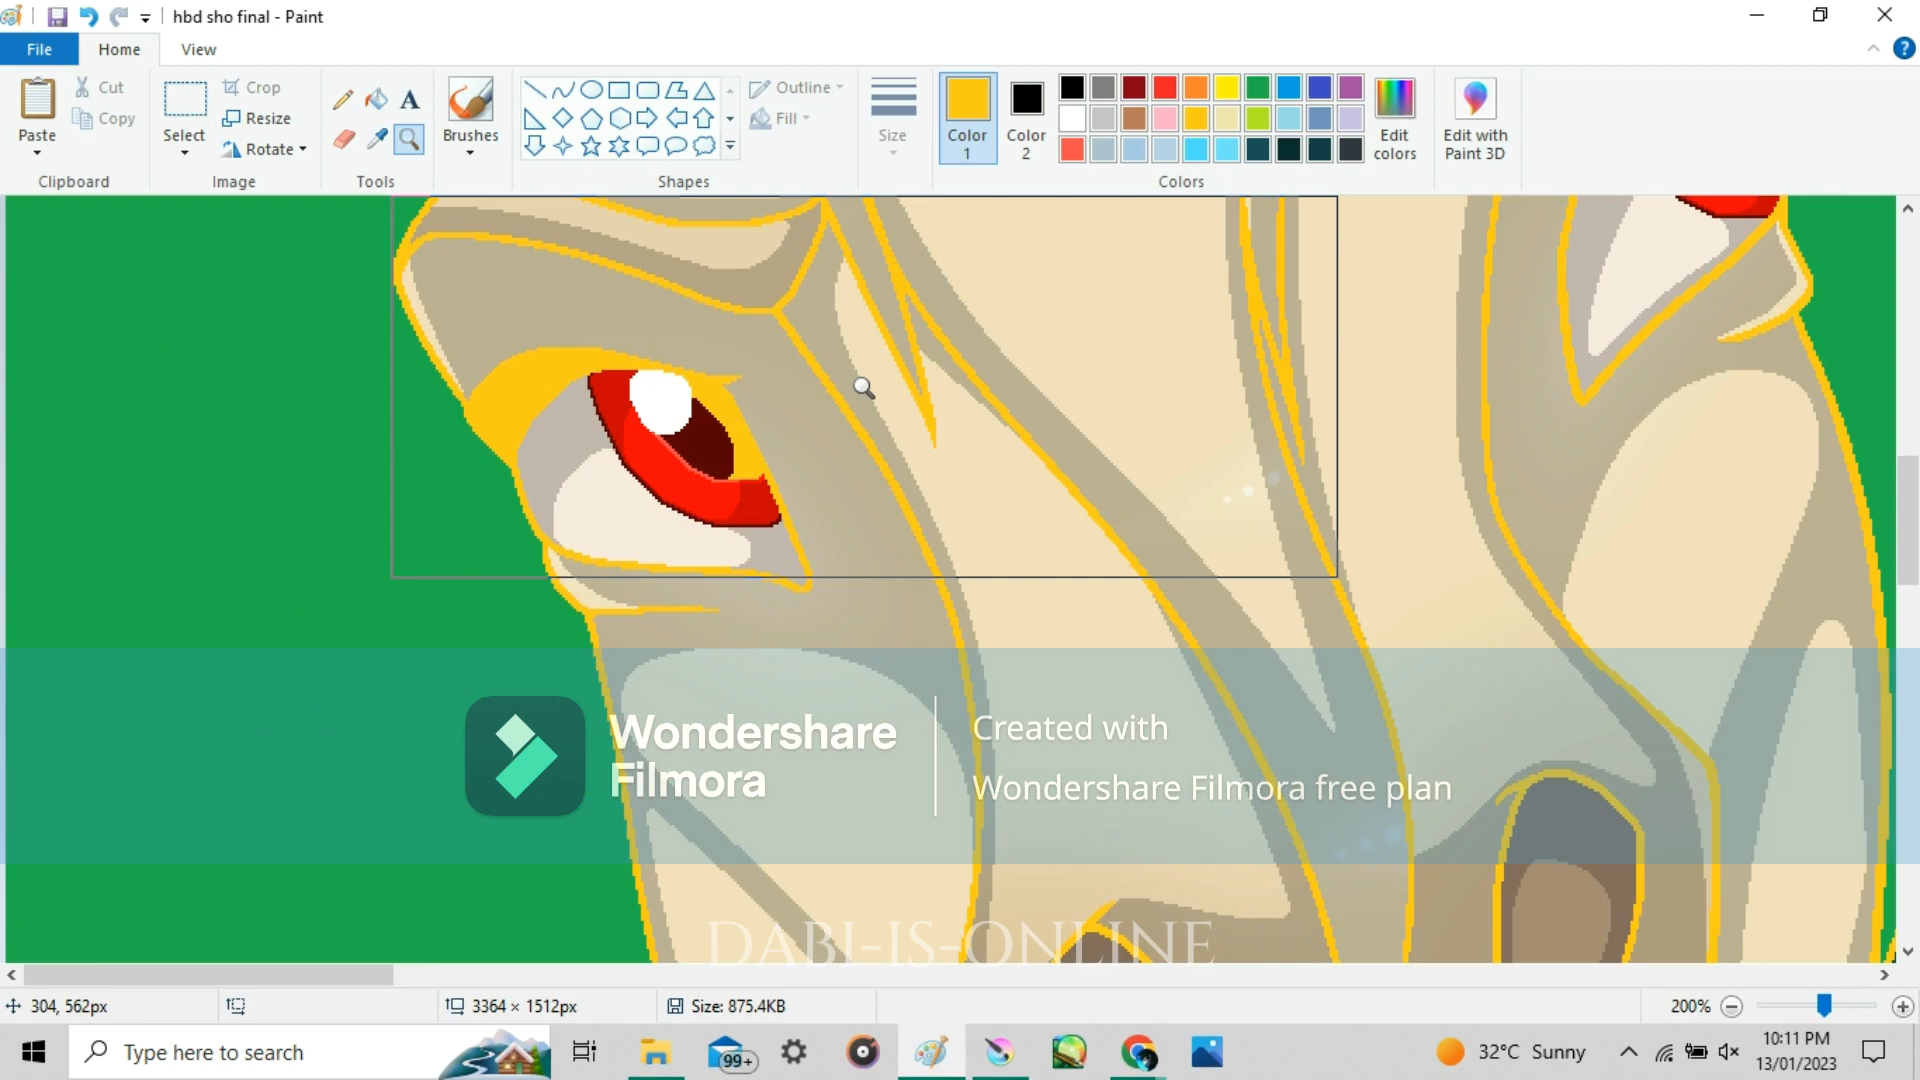 hbd sho final - Paint
File Home View
Paste Cut Copy Clipboard
Select Crop Resize Rotate Image
A
Tools
Brushes
Shapes
Outline Fill
Size
Color 1
Color 2
Edit colors
Colors
Edit with Paint 3D
Wondershare Filmora
Created with
Wondershare Filmora free plan
DABI-IS-ONLINE
304, 562px
3364 × 1512px
Size: 875.4KB
200%
Type here to search
99+
32°C Sunny
10:11 PM
13/01/2023